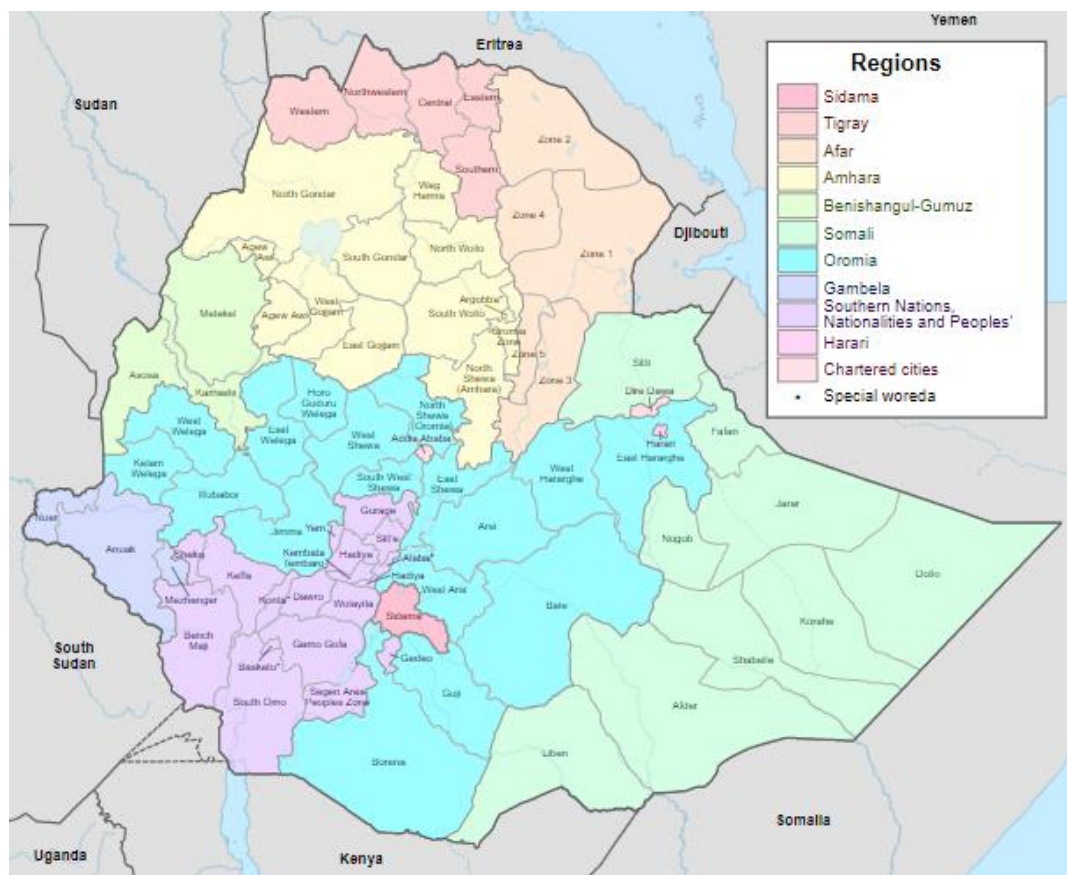 Yemen
Eritrea
Sudan
Djibouti
South
Sudan
Uganda
Kenya
Somalia
Regions
Sidama
Tigray
Afar
Amhara
Benishangul-Gumuz
Somali
Oromia
Gambela
Southern Nations,
Nationalities and Peoples'
Harari
Chartered cities
Special woreda
Western
Northwestern
Central
Eastern
Southern
Zone 2
Zone 4
Zone 1
Zone 5
Zone 3
North Gondar
Wag
Hemra
South Gondar
North Wollo
Agew
Awi
West
Gojjam
Agew Awi
East Gojjam
Argobba*
South Wollo
Oromia
Zone
North
Shewa
(Amhara)
Metekel
Asosa
Kamashi
Sitti
Dire Dawa
Harari
East Hararghe
Fafan
Jarar
Nogob
Dollo
Korahe
Shabelle
Afder
Liben
West
Welega
Kelam
Welega
East
Welega
Horo
Guduru
Welega
West
Shewa
North
Shewa
(Oromia)
Addis Ababa
South West
Shewa
East
Shewa
Illubabor
Jimma
Arsi
West
Hararghe
Bale
West Arsi
Guji
Borena
Nuer
Anuak
Mezhenger
Sheka
Keffa
Bench
Maji
Yem
Gurage
Silt'e
Hadiya
Kembata
Tembaro
Alaba*
Hadiya
Konta*
Dawro
Wolayita
Sidama
Gamo Gofa
Gedeo
Basketo*
South Omo
Segen Area
Peoples Zone